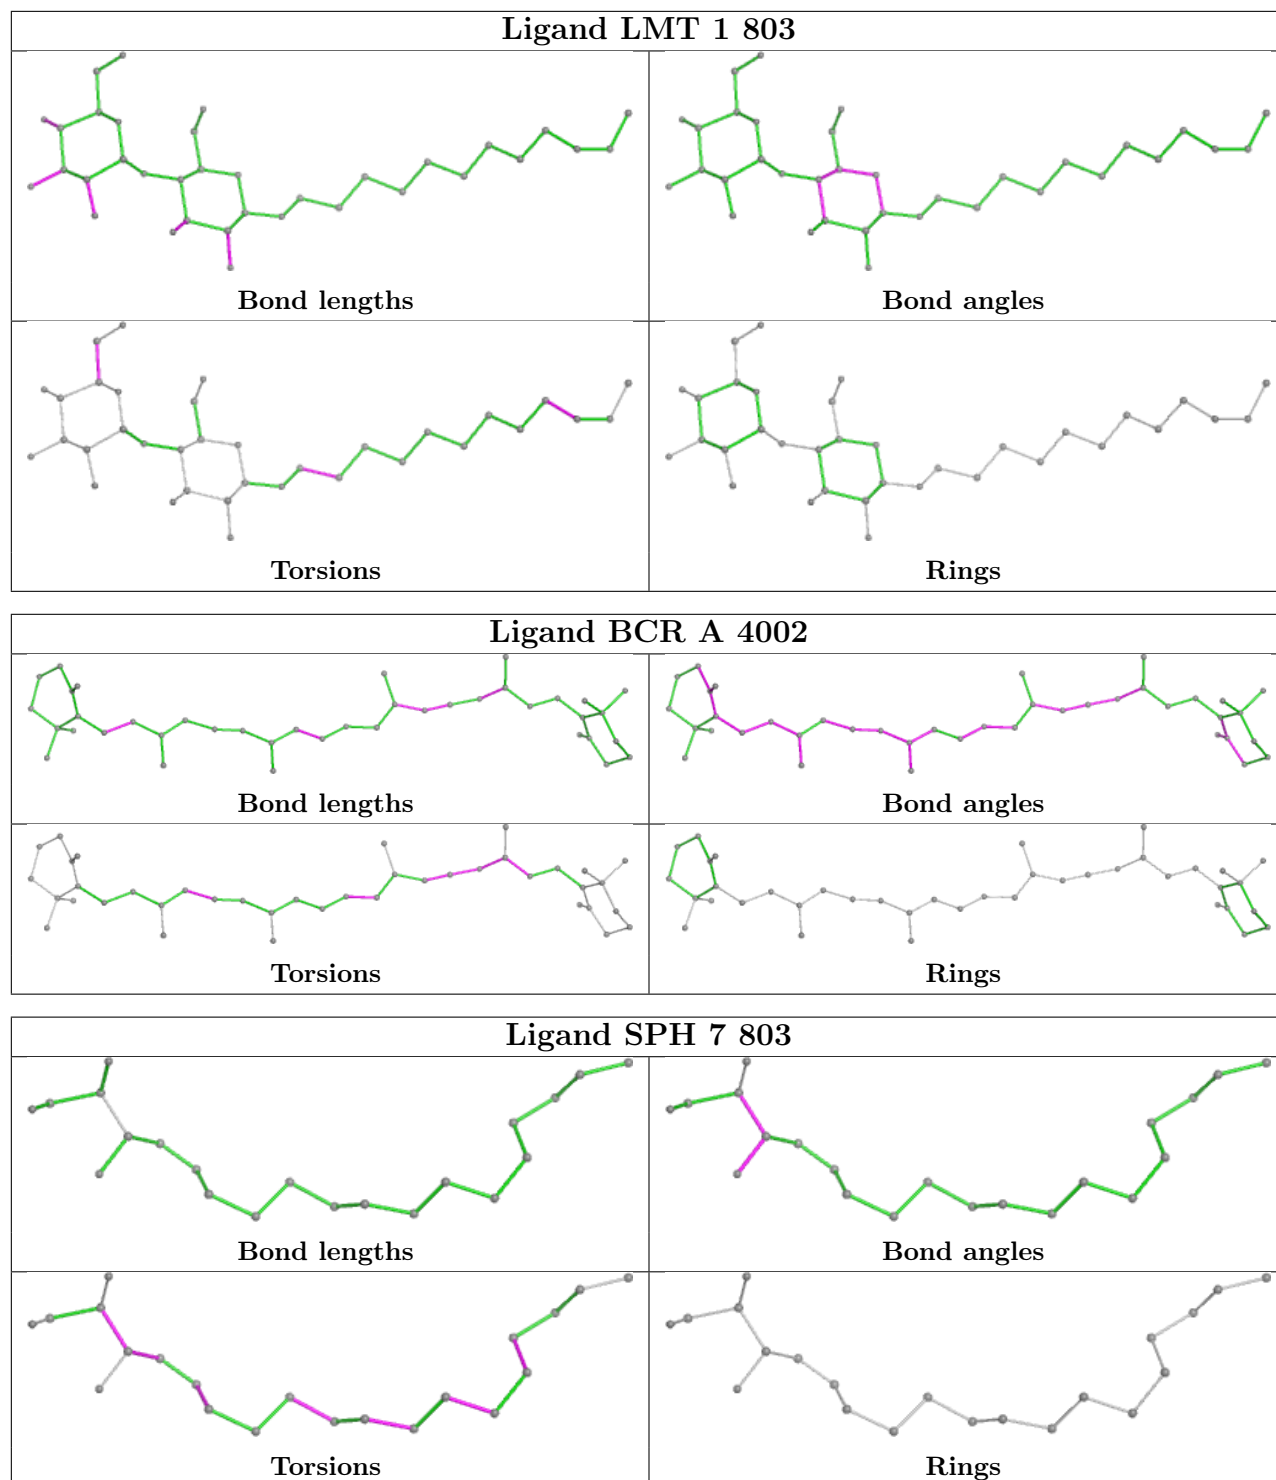 Ligand LMT 1 803
Bond lengths
Bond angles
Torsions
Rings
Ligand BCR A 4002
Bond lengths
Bond angles
Torsions
Rings
Ligand SPH 7 803
Bond lengths
Bond angles
Torsions
Rings